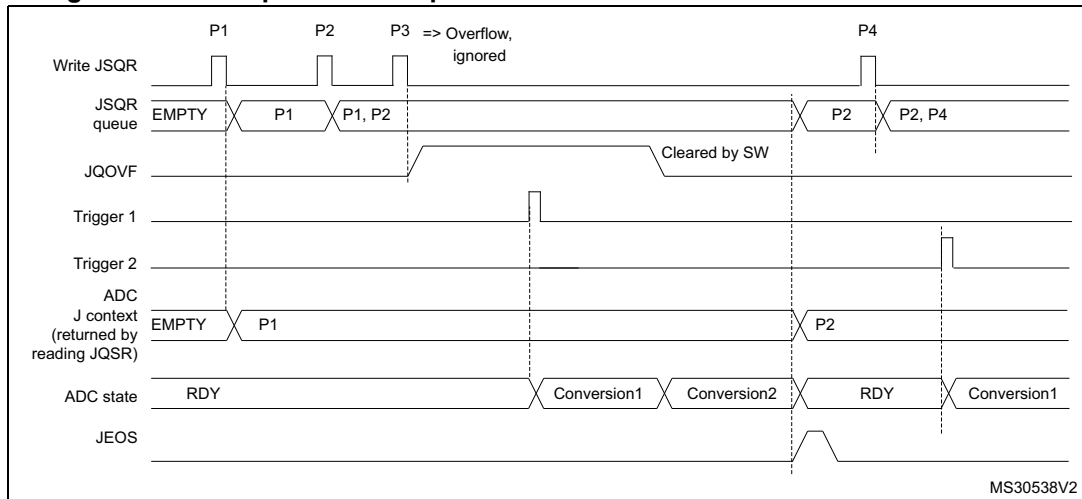 P1 P2 P3 => Overflow, P4
ignored
Write JSQR
JSQR EMPTY P1 P1, P2 P2 P2, P4
queue
Cleared by SW
JQOVF
Trigger 1
Trigger 2
ADC
J context EMPTY P1 P2
(returned by
reading JQSR)
ADC state RDY Conversion1 Conversion2 RDY Conversion1
JEOS
MS30538V2